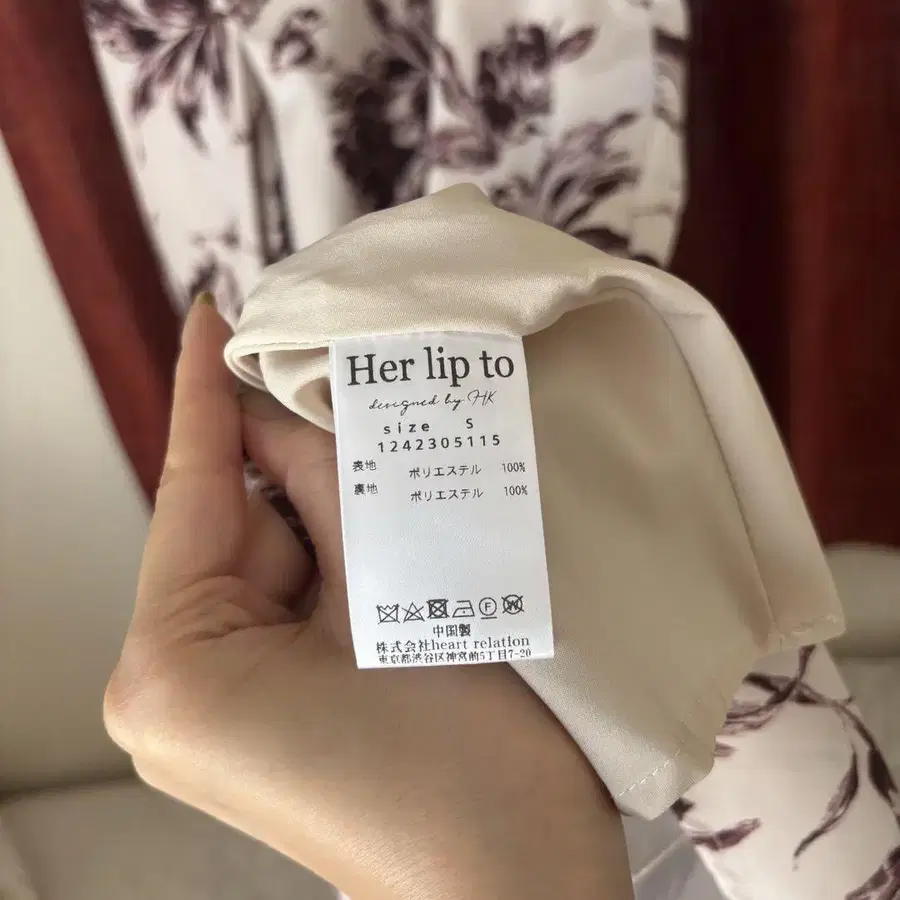 Her lip to
designed by HK
size S
1242305115
表地 ポリエステル 100%
裏地 ポリエステル 100%
F
W
中国製
株式会社heart relation
東京都渋谷区神宮前5丁目7-20